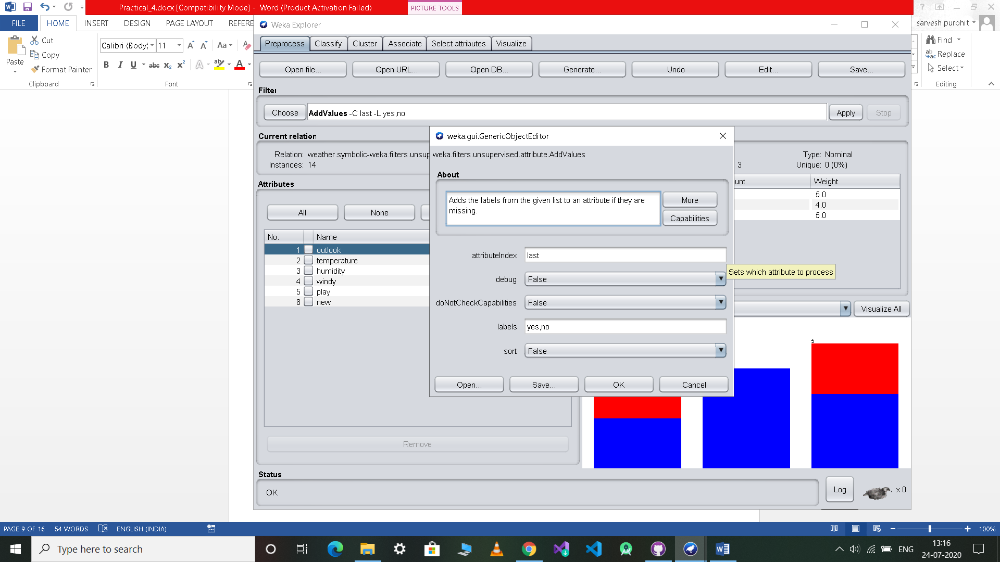 Practical_4.docx [Compatibility Mode] - Word (Product Activation Failed)
PICTURE TOOLS
FILE HOME INSERT DESIGN PAGE LAYOUT REFERE
sarvesh purohit
Cut
Copy
Format Painter
Paste
Clipboard
Calibri (Body) 11
Font
Find
Replace
Select
Editing
Weka Explorer
Preprocess Classify Cluster Associate Select attributes Visualize
Open file... Open URL... Open DB... Generate... Undo Edit... Save...
Filter
Choose AddValues -C last -L yes,no Apply Stop
Current relation
Relation: weather.symbolic-weka.filters.unsup
Instances: 14
Type: Nominal
3 Unique: 0 (0%)
unt Weight
5.0
4.0
5.0
Attributes
All None
No. Name
1 outlook
2 temperature
3 humidity
4 windy
5 play
6 new
Remove
weka.gui.GenericObjectEditor
weka.filters.unsupervised.attribute.AddValues
About
Adds the labels from the given list to an attribute if they are
missing.
More
Capabilities
attributeIndex last
Sets which attribute to process
debug False
doNotCheckCapabilities False
labels yes,no
sort False
Open... Save... OK Cancel
Visualize All
5
Status
OK
Log x 0
PAGE 9 OF 16 54 WORDS ENGLISH (INDIA) 100%
Type here to search
ENG
13:16
24-07-2020